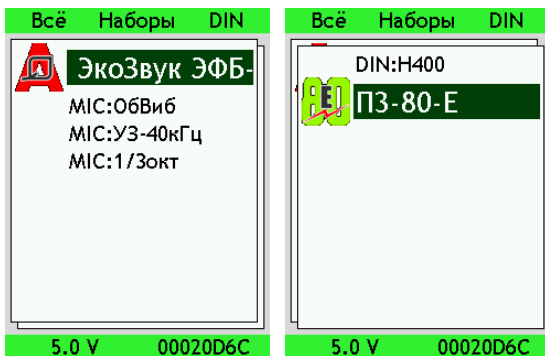 Всё Наборы DIN
ЭкоЗвук ЭФБ-
MIC:ОбВиб
MIC:УЗ-40кГц
MIC:1/3окт
5.0 V 00020D6C
Всё Наборы DIN
DIN:H400
ПЗ-80-Е
5.0 V 00020D6C